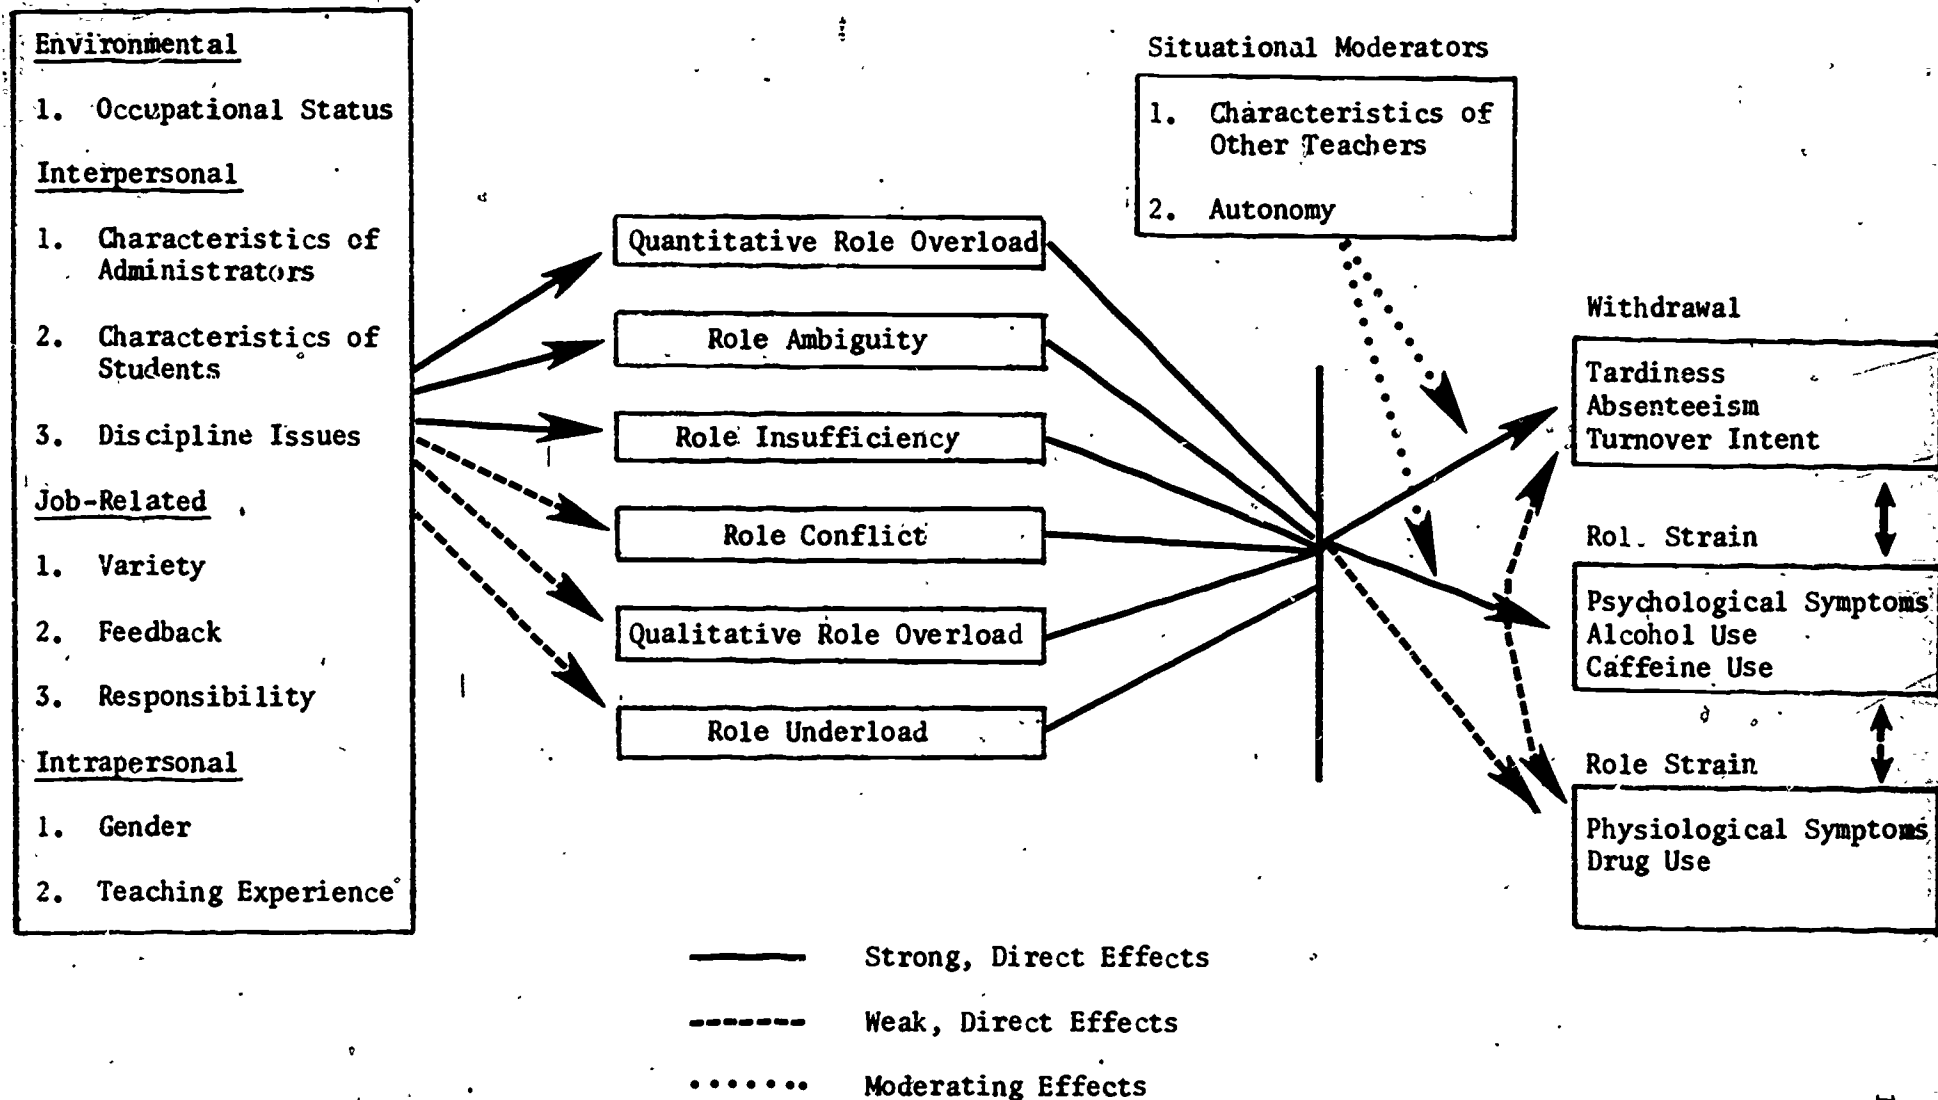 Environmental
1. Occupational Status
Interpersonal
1. Characteristics of
Administrators
2. Characteristics of
Students
3. Discipline Issues
Job-Related
1. Variety
2. Feedback
3. Responsibility
Intrapersonal
1. Gender
2. Teaching Experience
Quantitative Role Overload
Role Ambiguity
Role Insufficiency
Role Conflict
Qualitative Role Overload
Role Underload
Situational Moderators
1. Characteristics of
Other Teachers
2. Autonomy
Withdrawal
Tardiness
Absenteeism
Turnover Intent
Rol. Strain
Psychological Symptoms
Alcohol Use
Caffeine Use
Role Strain
Physiological Symptoms
Drug Use
Strong, Direct Effects
Weak, Direct Effects
Moderating Effects